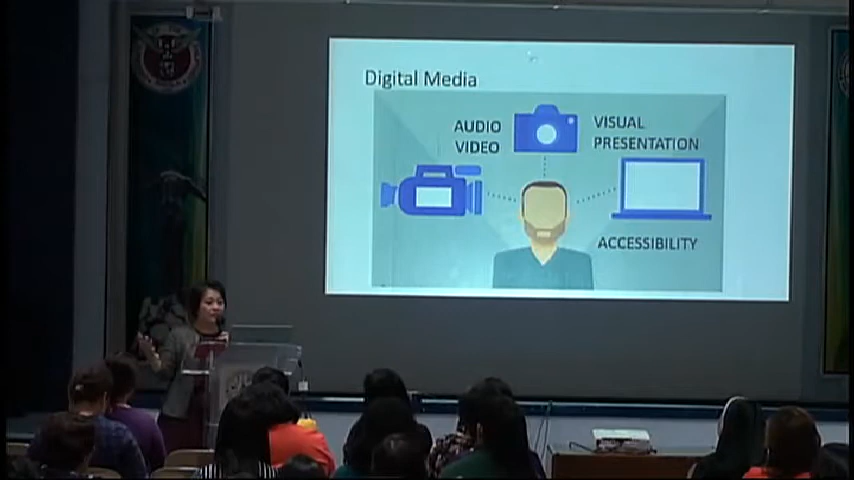 Digital Media
AUDIO
VIDEO
VISUAL
PRESENTATION
ACCESSIBILITY